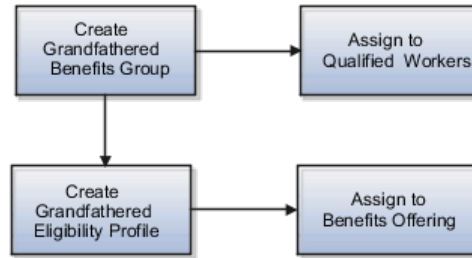 Create
Grandfathered
Benefits Group
Assign to
Qualified Workers
Create
Grandfathered
Eligibility Profile
Assign to
Benefits Offering